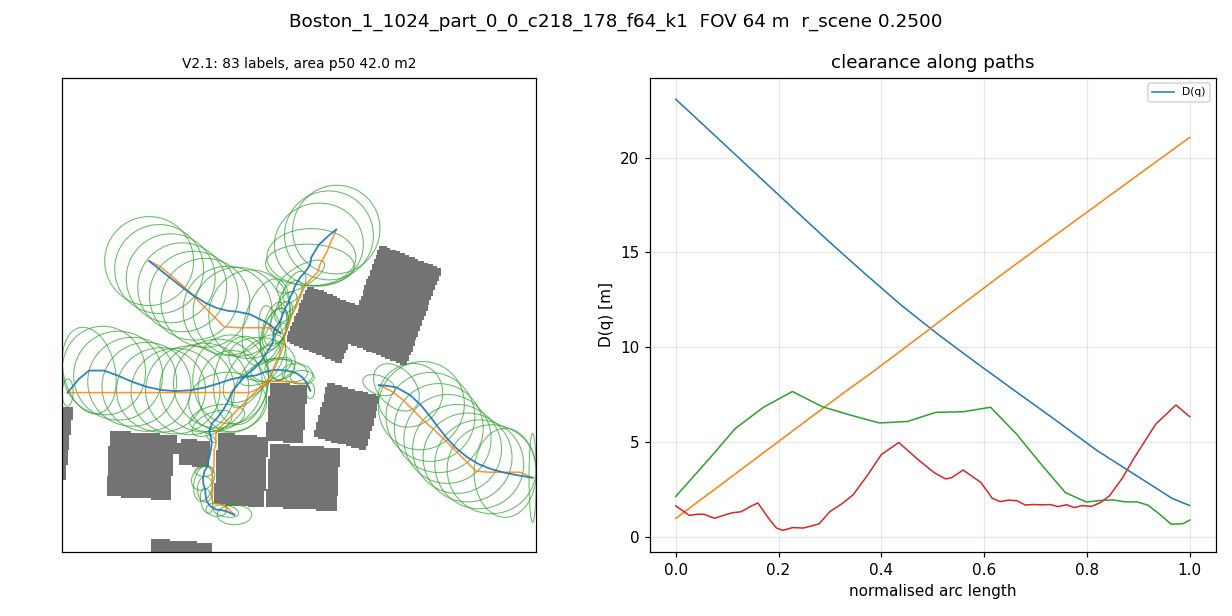 Boston_1_1024_part_0_0_c218_178_f64_k1 FOV 64 m r_scene 0.2500
V2.1: 83 labels, area p50 42.0 m2
clearance along paths
D(q)
D(q) [m]
20
15
10
5
0
0.0 0.2 0.4 0.6 0.8 1.0
normalised arc length